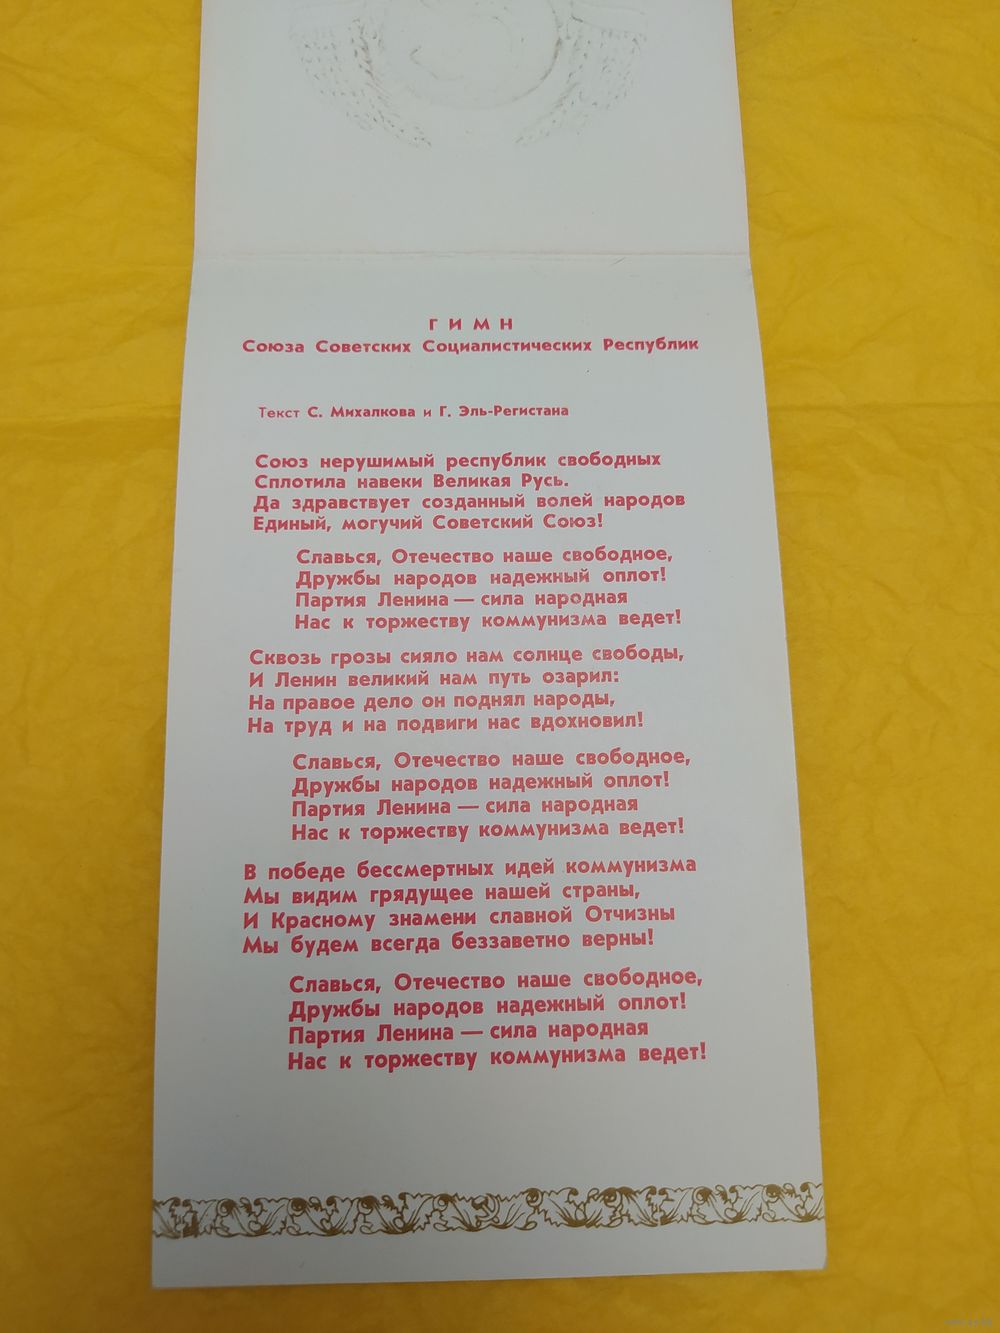 ГИМН
Союза Советских Социалистических Республик
Текст С. Михалкова и Г. Эль-Регистана
Союз нерушимый республик свободных
Сплотила навеки Великая Русь.
Да здравствует созданный волей народов
Единый, могучий Советский Союз!
Славься, Отечество наше свободное,
Дружбы народов надежный оплот!
Партия Ленина — сила народная
Нас к торжеству коммунизма ведет!
Сквозь грозы сияло нам солнце свободы,
И Ленин великий нам путь озарил:
На правое дело он поднял народы,
На труд и на подвиги нас вдохновил!
Славься, Отечество наше свободное,
Дружбы народов надежный оплот!
Партия Ленина — сила народная
Нас к торжеству коммунизма ведет!
В победе бессмертных идей коммунизма
Мы видим грядущее нашей страны,
И Красному знамени славной Отчизны
Мы будем всегда беззаветно верны!
Славься, Отечество наше свободное,
Дружбы народов надежный оплот!
Партия Ленина — сила народная
Нас к торжеству коммунизма ведет!